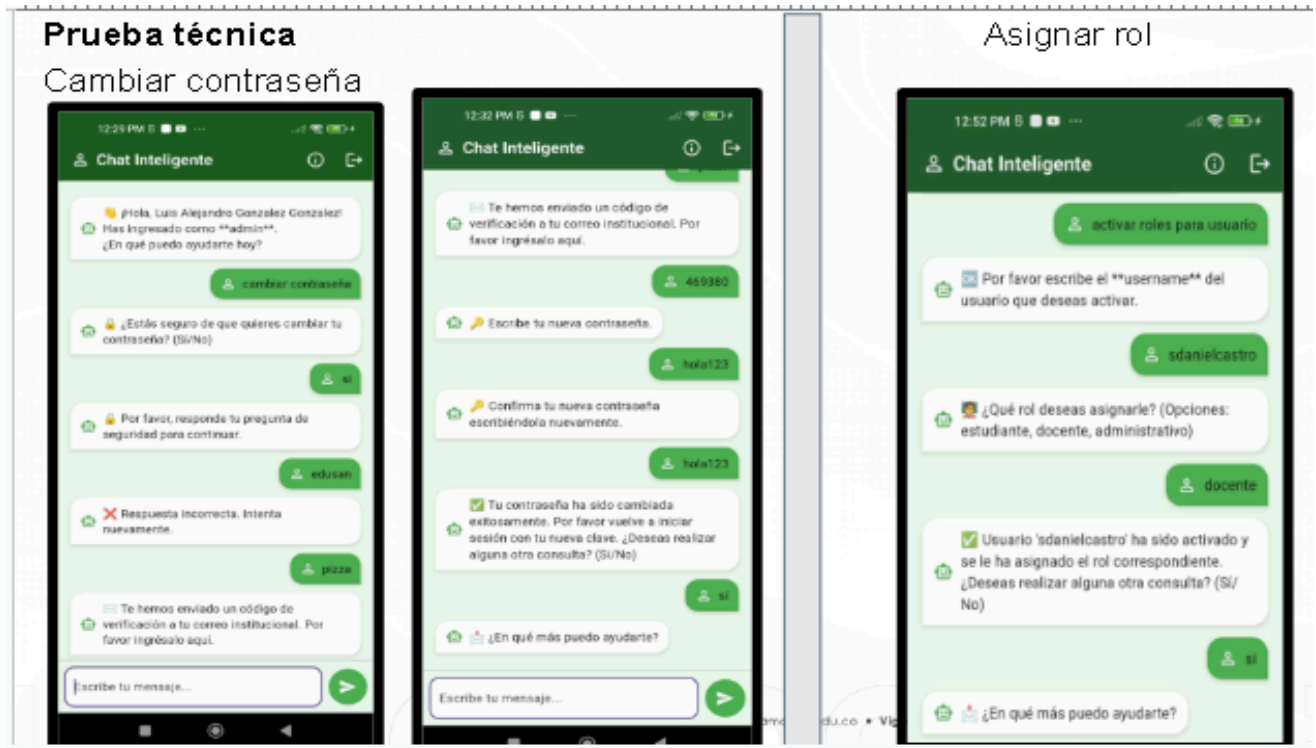 Prueba técnica
Cambiar contraseña
12:29 PM
Chat Inteligente
¡Hola, Luis Alejandro Gonzalez Gonzalez!
Has ingresado como **admin**.
¿En qué puedo ayudarte hoy?
cambiar contraseña
¿Estás seguro de que quieres cambiar tu
contraseña? (Sí/No)
si
Por favor, responde tu pregunta de
seguridad para continuar.
edusan
Respuesta incorrecta. Intenta
nuevamente.
pizza
Te hemos enviado un código de
verificación a tu correo institucional. Por
favor ingrésalo aquí.
Escribe tu mensaje...
12:32 PM
Chat Inteligente
Te hemos enviado un código de
verificación a tu correo institucional. Por
favor ingrésalo aquí.
469380
Escribe tu nueva contraseña.
hola123
Confirma tu nueva contraseña
escribiéndola nuevamente.
hola123
Tu contraseña ha sido cambiada
exitosamente. Por favor vuelve a iniciar
sesión con tu nueva clave. ¿Deseas realizar
alguna otra consulta? (Sí/No)
si
¿En qué más puedo ayudarte?
Escribe tu mensaje...
Asignar rol
12:52 PM
Chat Inteligente
activar roles para usuario
Por favor escribe el **username** del
usuario que deseas activar.
sdanielcastro
¿Qué rol deseas asignarle? (Opciones:
estudiante, docente, administrativo)
docente
Usuario 'sdanielcastro' ha sido activado y
se le ha asignado el rol correspondiente.
¿Deseas realizar alguna otra consulta? (Sí/
No)
si
¿En qué más puedo ayudarte?